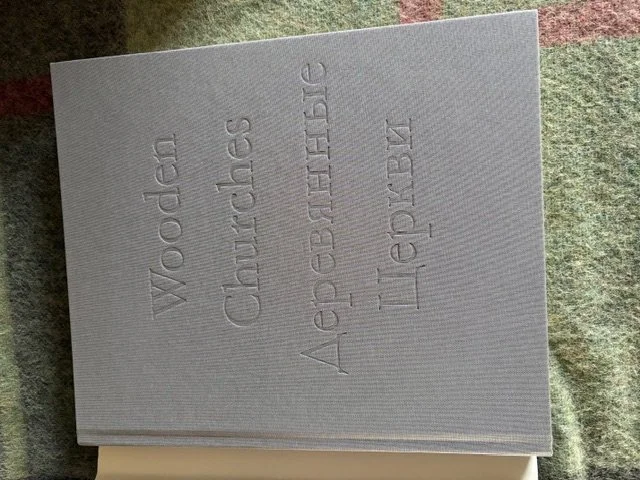 Wooden
Churches
Деревянные
Церкви